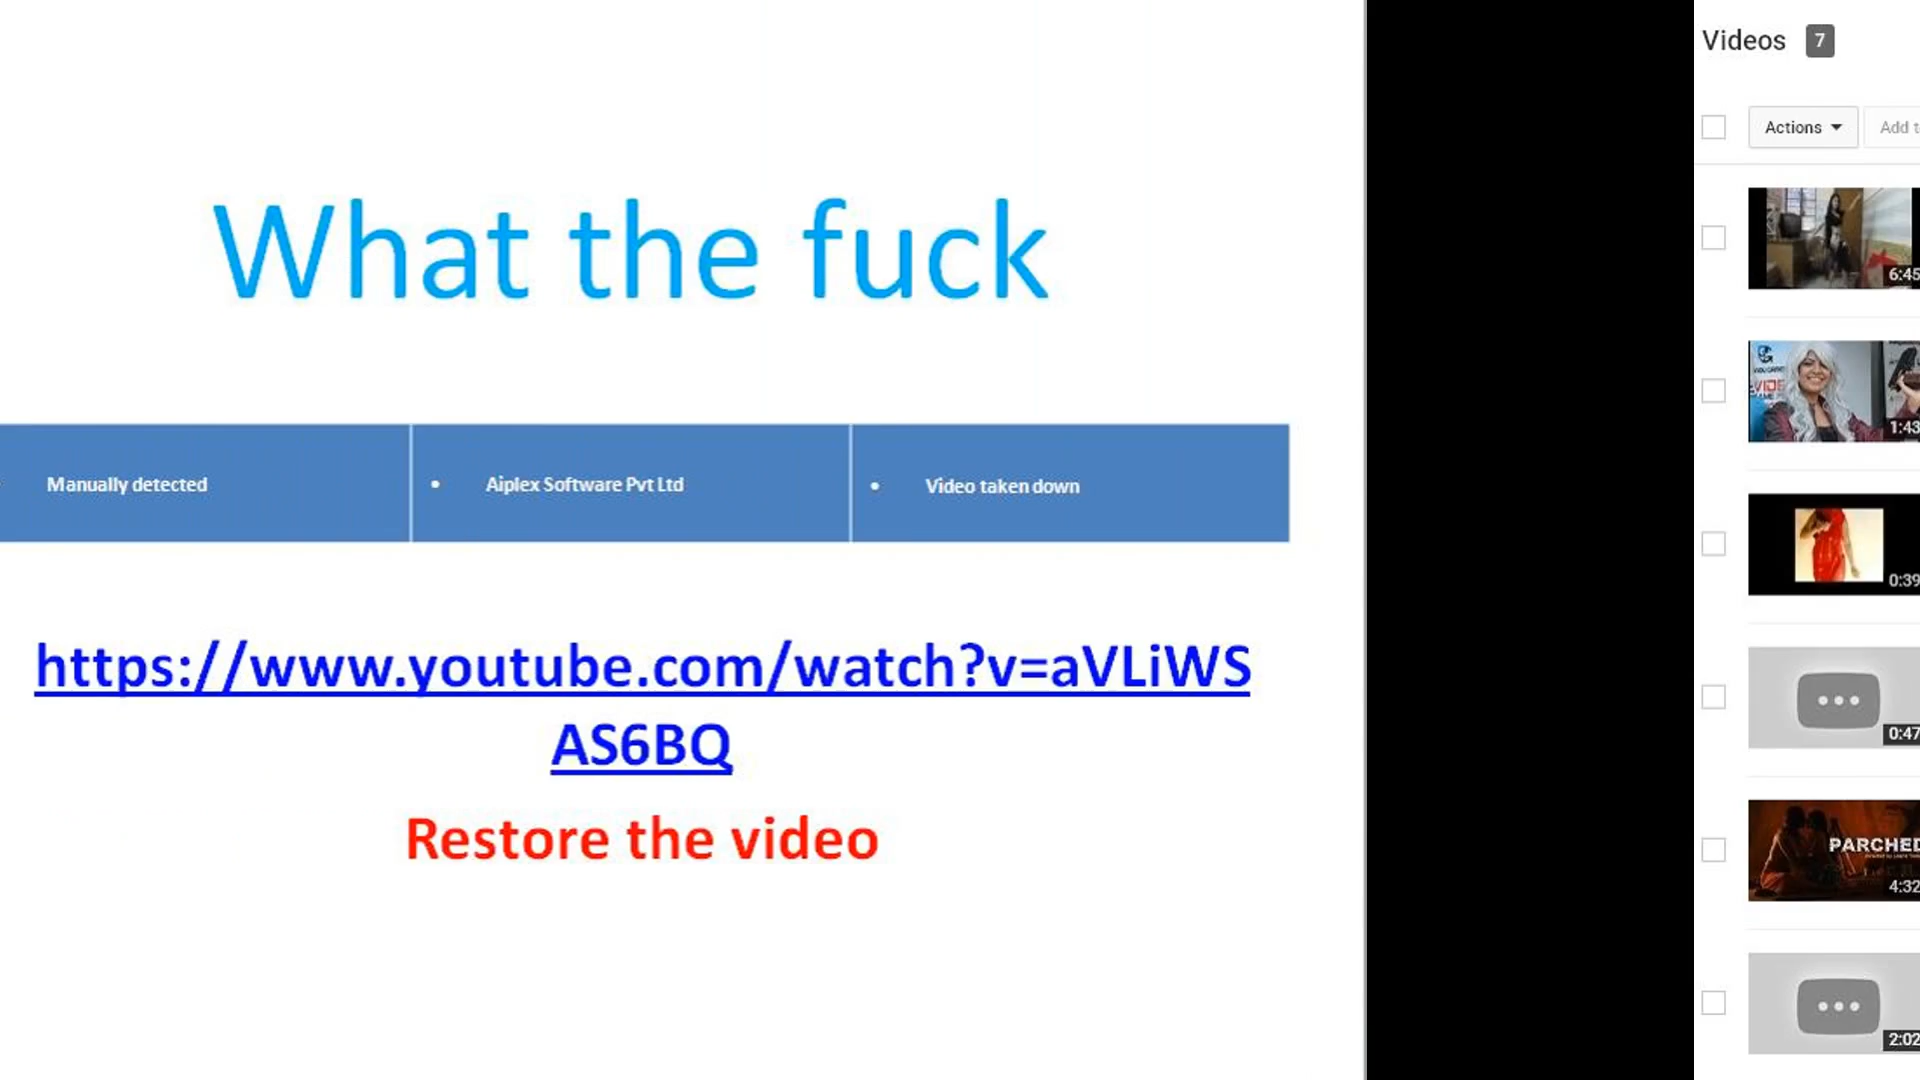 What the fuck
Manually detected
• Aiplex Software Pvt Ltd
• Video taken down
https://www.youtube.com/watch?v=aVLiWS
AS6BQ
Restore the video
Videos 7
Actions
Add t
6:45
1:43
0:39
0:47
PARCHED
4:32
2:02